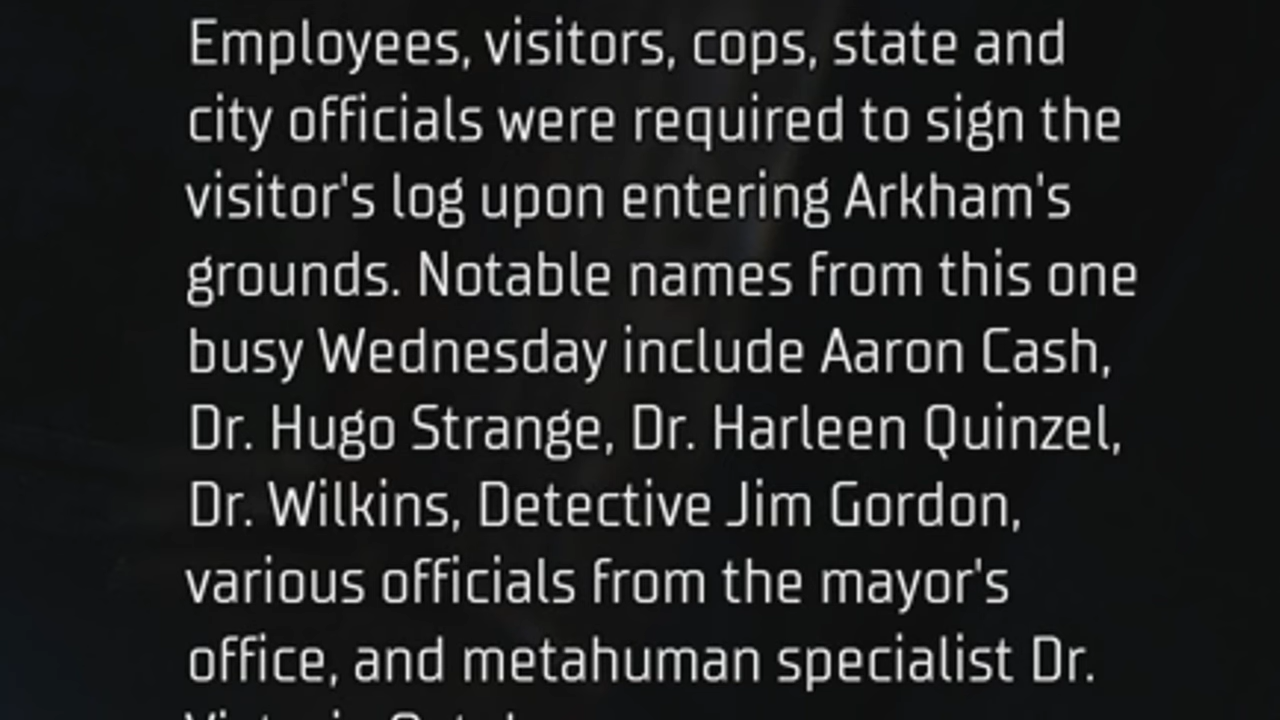 Employees, visitors, cops, state and
city officials were required to sign the
visitor's log upon entering Arkham's
grounds. Notable names from this one
busy Wednesday include Aaron Cash,
Dr. Hugo Strange, Dr. Harleen Quinzel,
Dr. Wilkins, Detective Jim Gordon,
various officials from the mayor's
office, and metahuman specialist Dr.